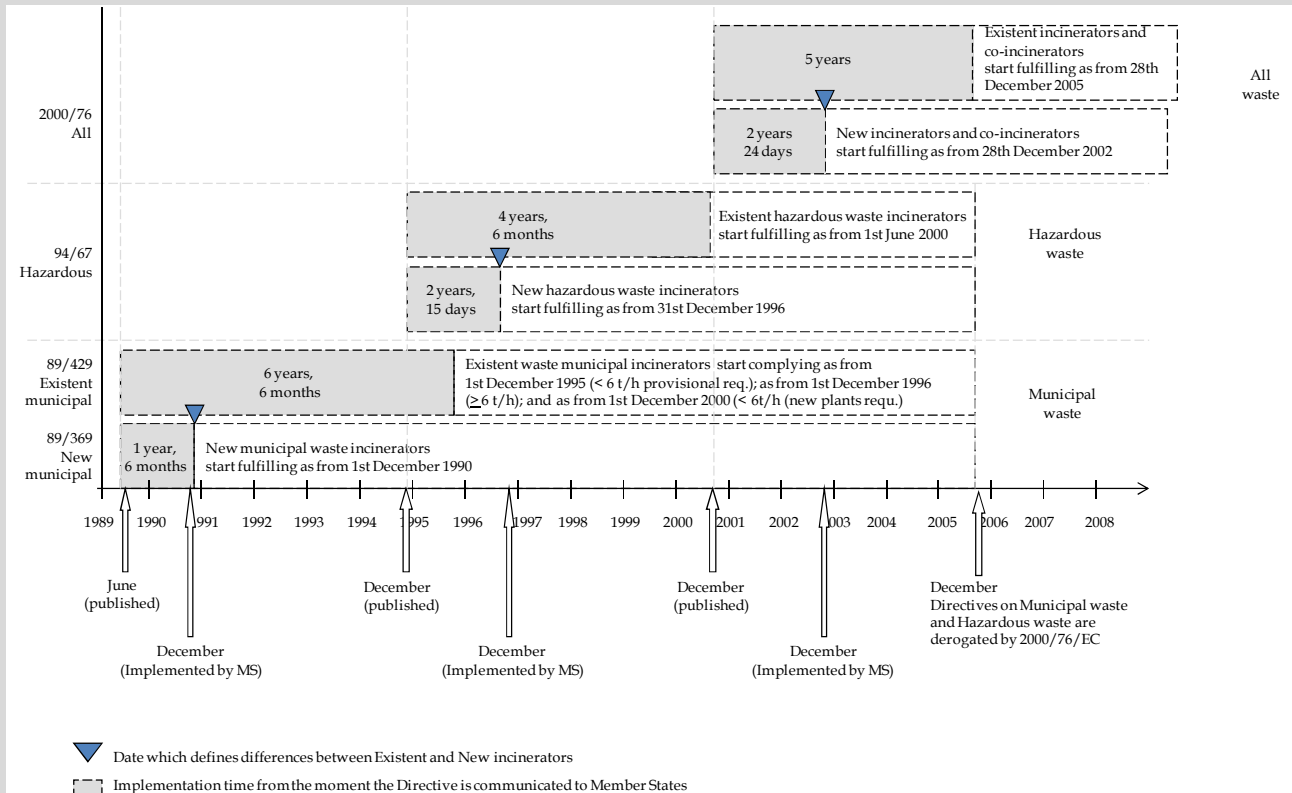 5 years
Existent incinerators and
co-incinerators
start fulfilling as from 28th
December 2005
All
waste
2000/76
All
2 years
24 days
New incinerators and co-incinerators
start fulfilling as from 28th December 2002
4 years,
6 months
Existent hazardous waste incinerators
start fulfilling as from 1st June 2000
Hazardous
waste
94/67
Hazardous
2 years,
15 days
New hazardous waste incinerators
start fulfilling as from 31st December 1996
89/429
Existent
municipal
6 years,
6 months
Existent waste municipal incinerators start complying as from
1st December 1995 (< 6 t/h provisional req.); as from 1st December 1996
(≥ 6 t/h); and as from 1st December 2000 (< 6t/h (new plants requ.)
Municipal
waste
89/369
New
municipal
1 year,
6 months
New municipal waste incinerators
start fulfilling as from 1st December 1990
1989 1990 1991 1992 1993 1994 1995 1996 1997 1998 1999 2000 2001 2002 2003 2004 2005 2006 2007 2008
June
(published)
December
(published)
December
(published)
December
Directives on Municipal waste
and Hazardous waste are
derogated by 2000/76/EC
December
(Implemented by MS)
December
(Implemented by MS)
December
(Implemented by MS)
Date which defines differences between Existent and New incinerators
Implementation time from the moment the Directive is communicated to Member States